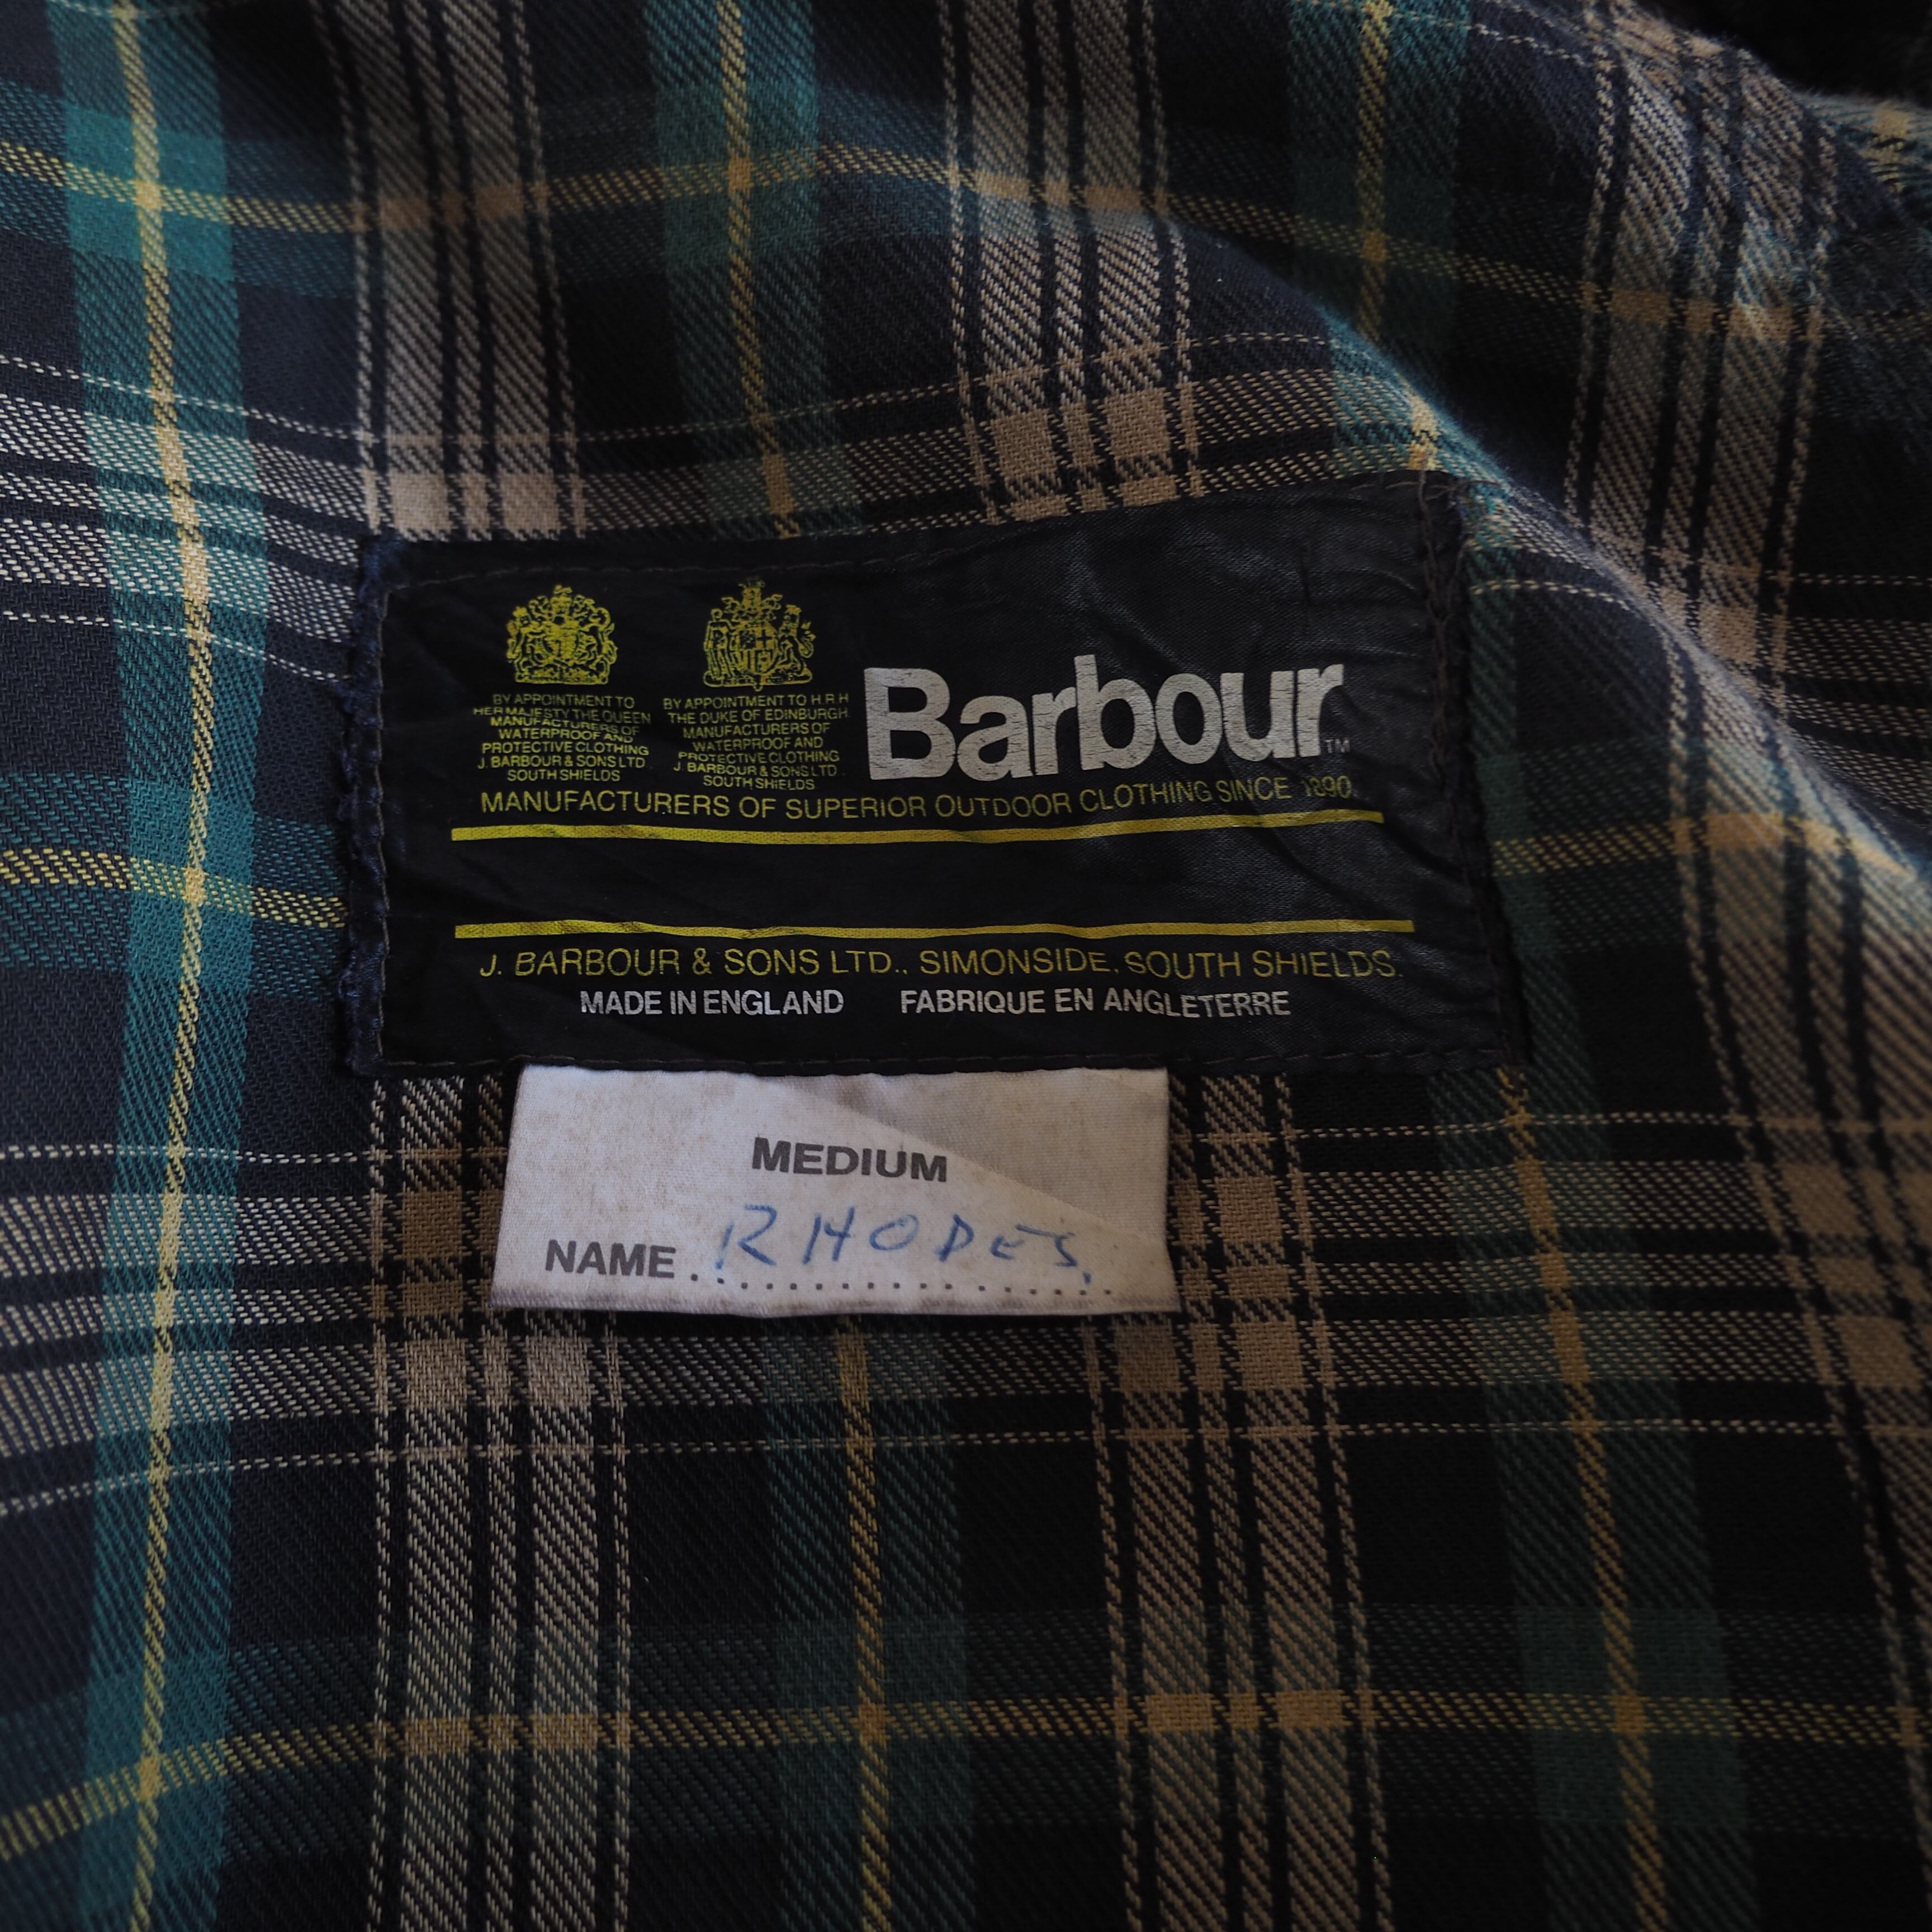 BY APPOINTMENT TO
HER MAJESTY THE QUEEN
MANUFACTURERS OF
WATERPROOF AND
PROTECTIVE CLOTHING
J. BARBOUR & SONS LTD
SOUTH SHIELDS
BY APPOINTMENT TO H.R.H
THE DUKE OF EDINBURGH
MANUFACTURERS OF
WATERPROOF AND
PROTECTIVE CLOTHING
J. BARBOUR & SONS LTD.
SOUTH SHIELDS
Barbour TM
MANUFACTURERS OF SUPERIOR OUTDOOR CLOTHING SINCE 1890.
J. BARBOUR & SONS LTD., SIMONSIDE, SOUTH SHIELDS.
MADE IN ENGLAND FABRIQUE EN ANGLETERRE
MEDIUM
NAME RHODES.